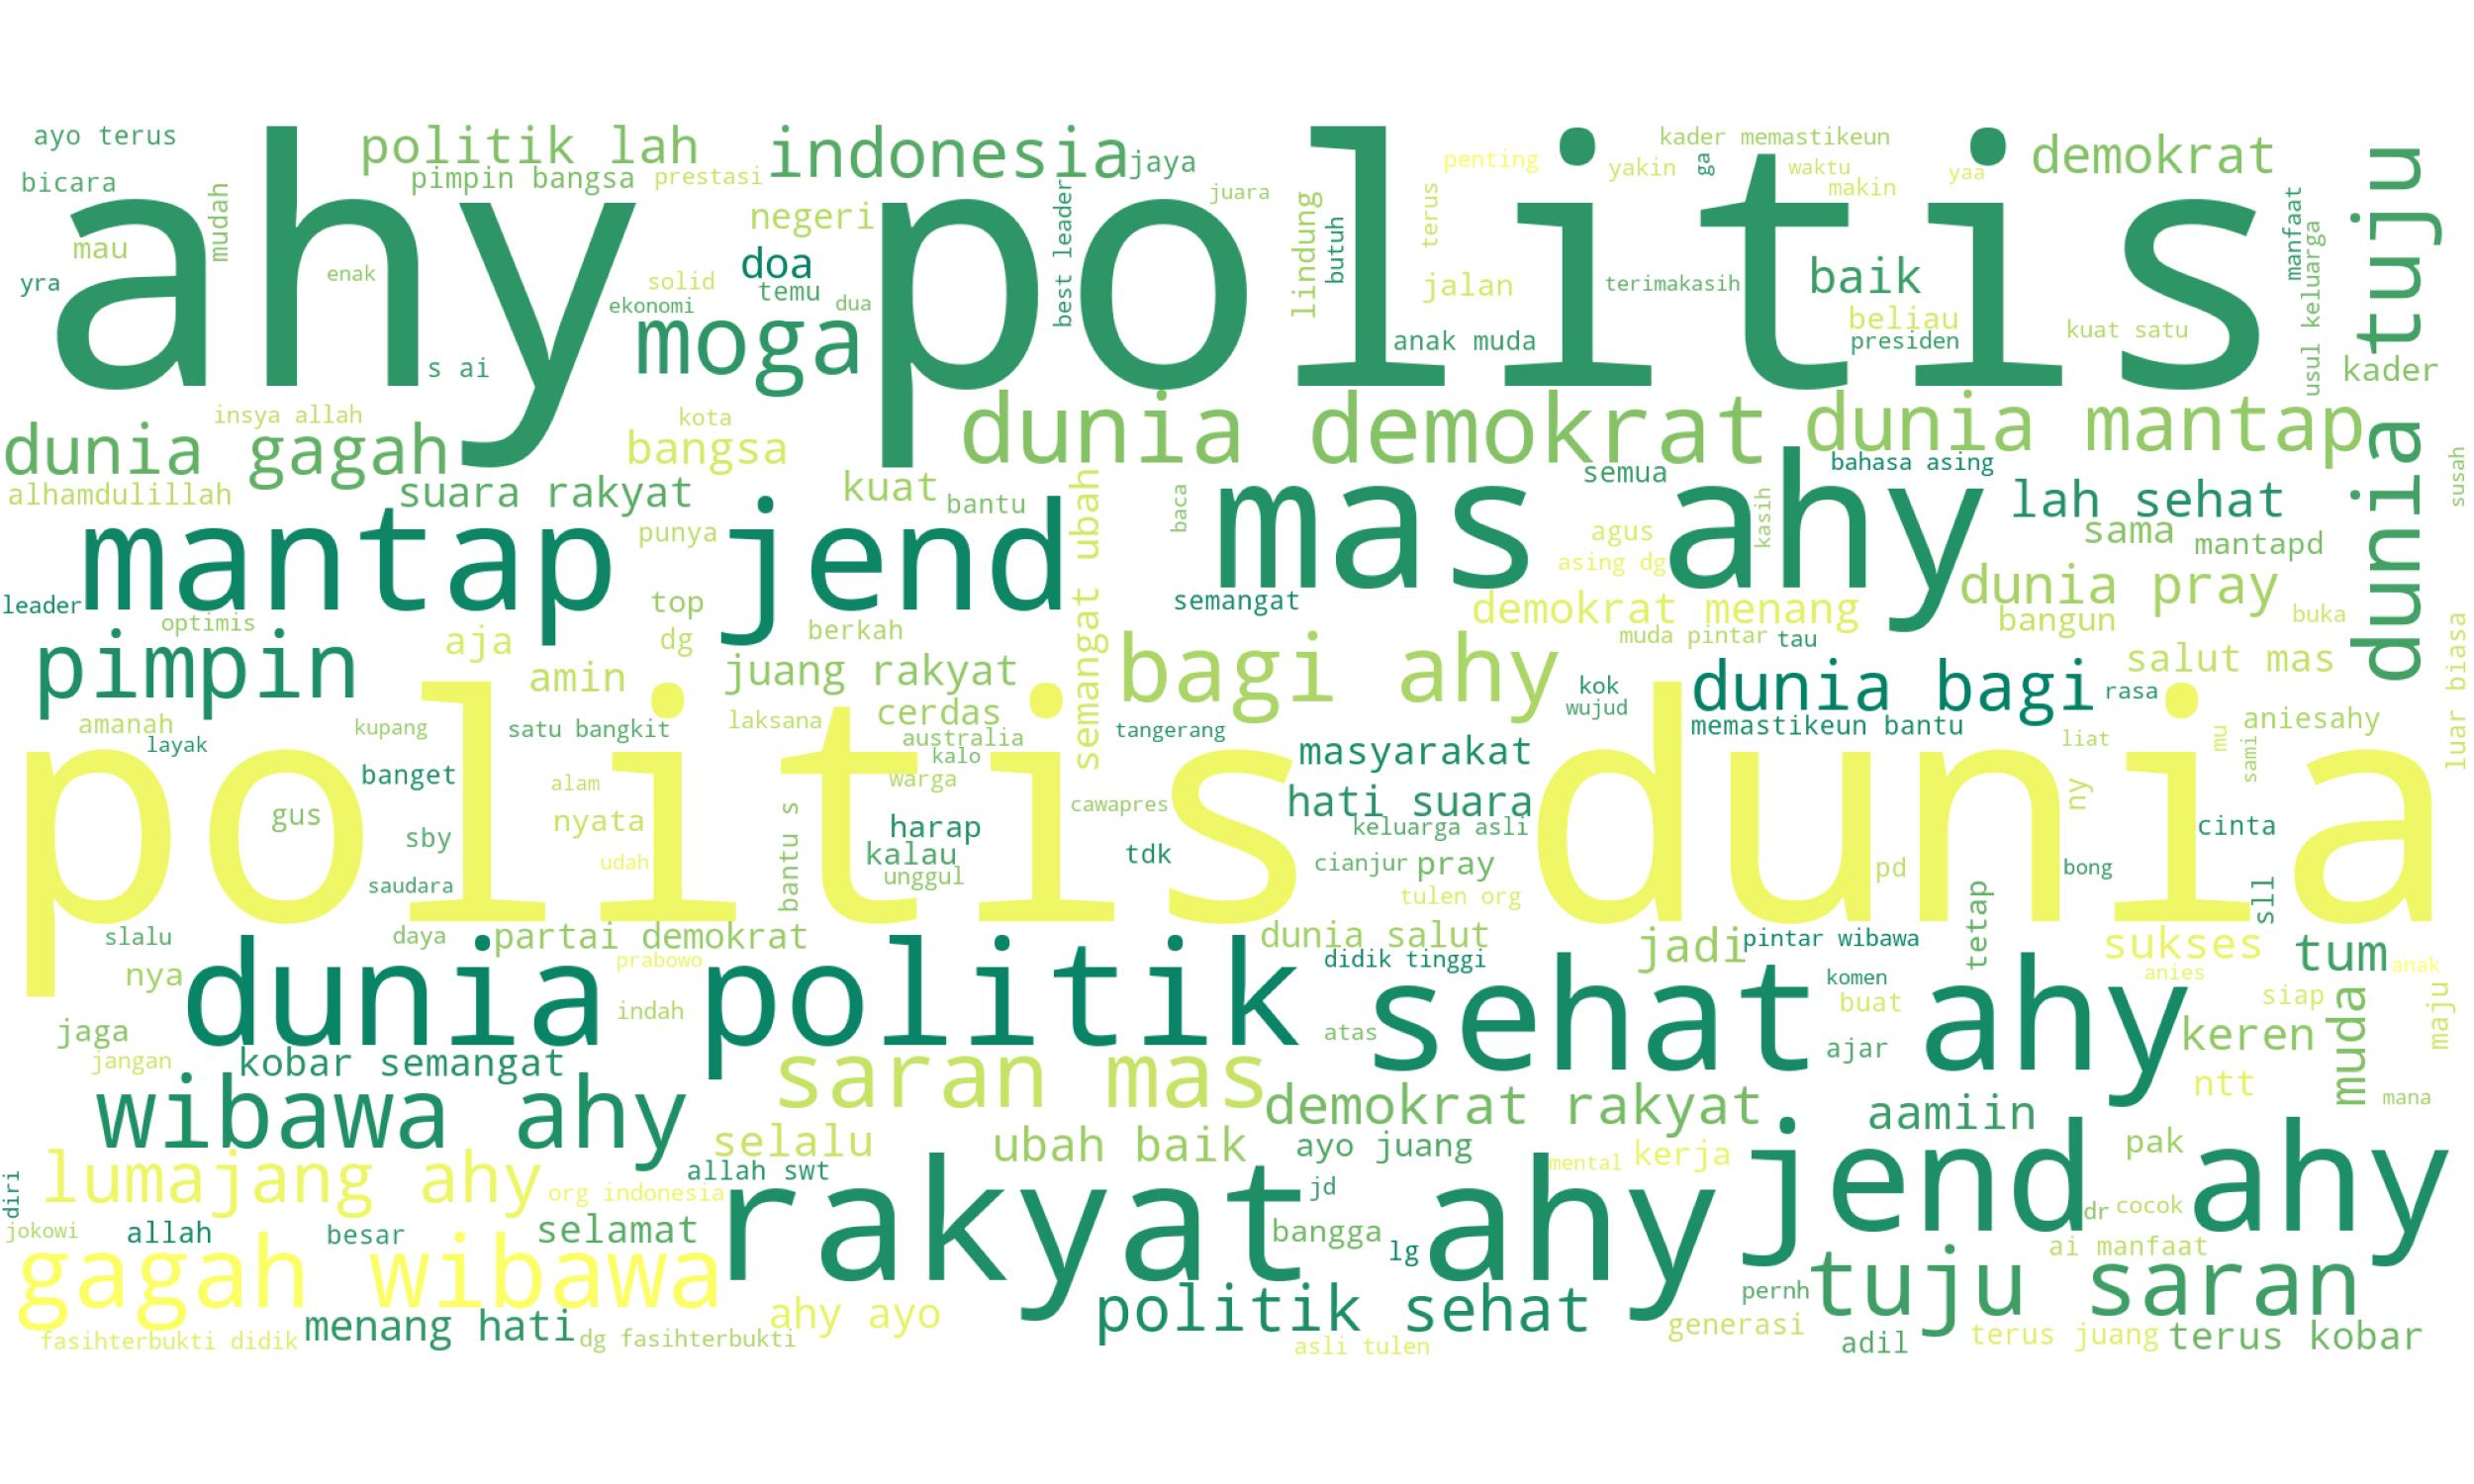 ayo terus
politik lah
indonesia
jaya
kader memastikeun
demokrat
bicara
pimpin bangsa
prestasi
penting
yakin
ga
waktu
makin
yaa
ahy politis
mudah
negeri
best leader
juara
lindung
butuh
terus
manfaat
usul keluarga
dunia tuju
mau
yra
enak
solid
ekonomi
doa
temu
dua
jalan
terimakasih
baik
beliau
presiden
kuat satu
kader
s ai
moga
anak muda
insya allah
kota
dunia gagah
bangsa
dunia demokrat
dunia mantap
alhamdulillah
suara rakyat
kuat
bantu
semangat ubah
baca
semua
bahasa asing
kasih
lah sehat
susah
mantap jend
punya
mas ahy
agus
asing dg
sama
mantapd
leader
optimis
top
semangat
demokrat menang
dunia pray
bangun
buka
pimpin
aja
dg
berkah
muda pintar
tau
amin
juang rakyat
bagi ahy
kok
wujud
dunia bagi
rasa
salut mas
luar biasa
amanah
layak
kupang
satu bangkit
laksana
cerdas
australia
kalo
tangerang
masyarakat
memastikeun bantu
liat
mu
sami
aniesahy
politis dunia
banget
alam
warga
gus
sby
nyata
bantu s
harap
cawapres
hati suara
keluarga asli
ny
cinta
saudara
udah
kalau
unggul
tdk
cianjur
pray
tulen org
pd
bong
sll
slalu
daya
partai demokrat
dunia salut
jadi
pintar wibawa
tetap
sukses
tum
anak
nya
prabowo
dunia politik
didik tinggi
sehat ahy
komen
anies
siap
muda
maju
jaga
indah
atas
buat
jangan
kobar semangat
saran mas
ajar
keren
wibawa ahy
demokrat rakyat
aamiin
ntt
mana
selalu
ubah baik
ayo juang
mental
kerja
jend ahy
pak
diri
lumajang ahy
org indonesia
allah swt
rakyat ahy
jd
jokowi
allah
besar
selamat
bangga
lg
dr
cocok
gagah wibawa
ai manfaat
menang hati
ahy ayo
politik sehat
pernh
tuju saran
fasihterbukti didik
dg fasihterbukti
asli tulen
generasi
adil
terus juang
terus kobar